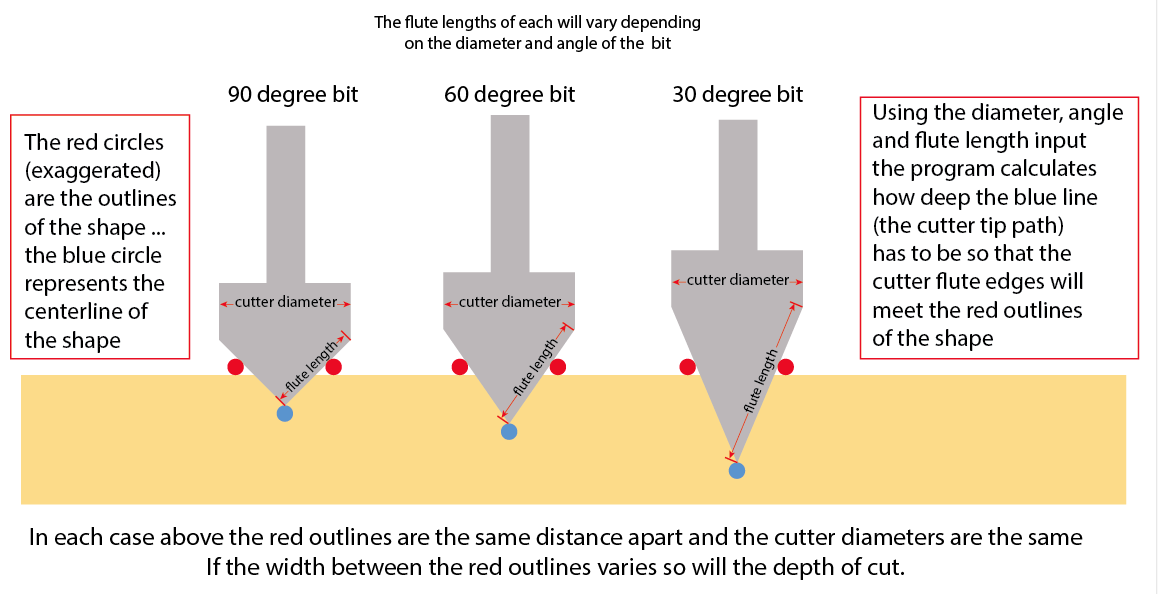 The flute lengths of each will vary depending
on the diameter and angle of the bit
90 degree bit
60 degree bit
30 degree bit
The red circles
(exaggerated)
are the outlines
of the shape ...
the blue circle
represents the
centerline of
the shape
Using the diameter, angle
and flute length input
the program calculates
how deep the blue line
(the cutter tip path)
has to be so that the
cutter flute edges will
meet the red outlines
of the shape
cutter diameter
flute length
cutter diameter
flute length
cutter diameter
flute length
In each case above the red outlines are the same distance apart and the cutter diameters are the same
If the width between the red outlines varies so will the depth of cut.